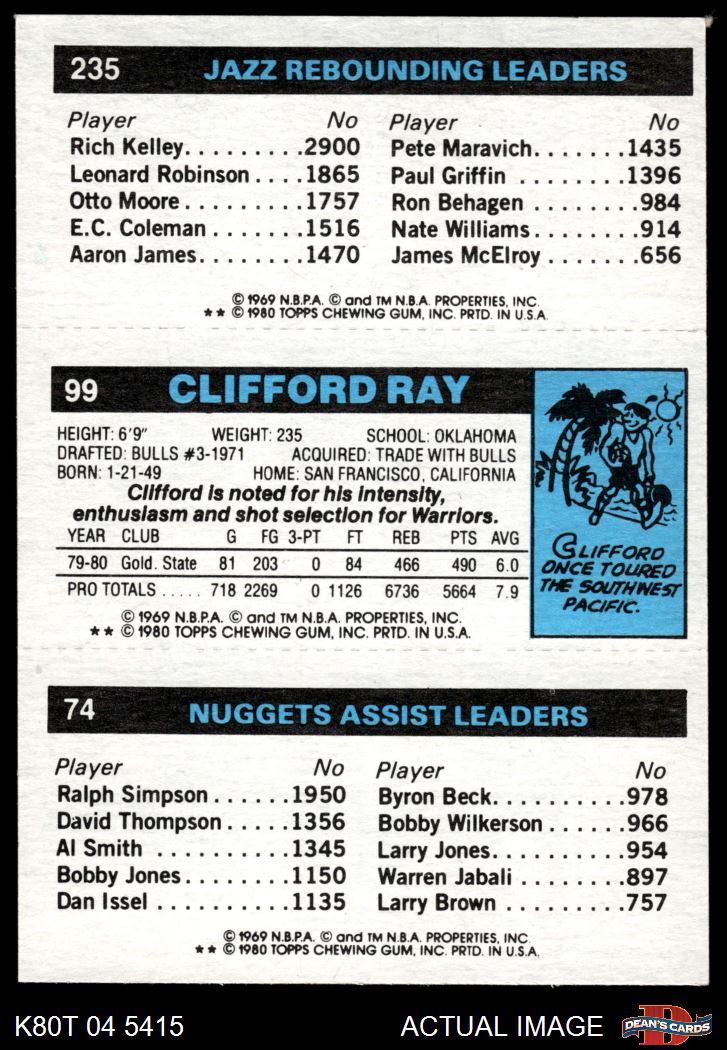 235 JAZZ REBOUNDING LEADERS
Player No Player No
Rich Kelley.........2900 Pete Maravich.......1435
Leonard Robinson....1865 Paul Griffin ........1396
Otto Moore..........1757 Ron Behagen ........984
E.C. Coleman .......1516 Nate Williams........914
Aaron James........1470 James McElroy.......656
© 1969 N.B.P.A. © and TM N.B.A. PROPERTIES, INC.
** © 1980 TOPPS CHEWING GUM, INC. PRTD. IN U.S.A.
99 CLIFFORD RAY
HEIGHT: 6'9" WEIGHT: 235 SCHOOL: OKLAHOMA
DRAFTED: BULLS #3-1971 ACQUIRED: TRADE WITH BULLS
BORN: 1-21-49 HOME: SAN FRANCISCO, CALIFORNIA
Clifford is noted for his intensity,
enthusiasm and shot selection for Warriors.
YEAR CLUB G FG 3-PT FT REB PTS AVG
79-80 Gold. State 81 203 0 84 466 490 6.0
PRO TOTALS ..... 718 2269 0 1126 6736 5664 7.9
© 1969 N.B.P.A. © and TM N.B.A. PROPERTIES, INC.
** © 1980 TOPPS CHEWING GUM, INC. PRTD. IN U.S.A.
CLIFFORD
ONCE TOURED
THE SOUTHWEST
PACIFIC.
74 NUGGETS ASSIST LEADERS
Player No Player No
Ralph Simpson......1950 Byron Beck..........978
David Thompson.....1356 Bobby Wilkerson......966
Al Smith ..........1345 Larry Jones..........954
Bobby Jones........1150 Warren Jabali ........897
Dan Issel ..........1135 Larry Brown .........757
© 1969 N.B.P.A. © and TM N.B.A. PROPERTIES, INC.
** © 1980 TOPPS CHEWING GUM, INC. PRTD. IN U.S.A.
K80T 04 5415 ACTUAL IMAGE D DEAN'S CARDS